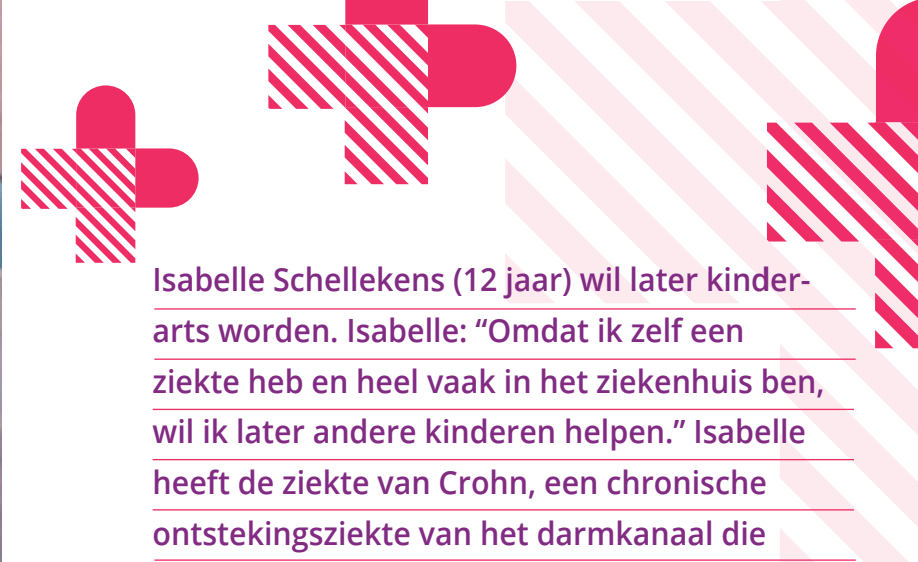 Isabelle Schellekens (12 jaar) wil later kinder-
arts worden. Isabelle: “Omdat ik zelf een
ziekte heb en heel vaak in het ziekenhuis ben,
wil ik later andere kinderen helpen.” Isabelle
heeft de ziekte van Crohn, een chronische
ontstekingsziekte van het darmkanaal die